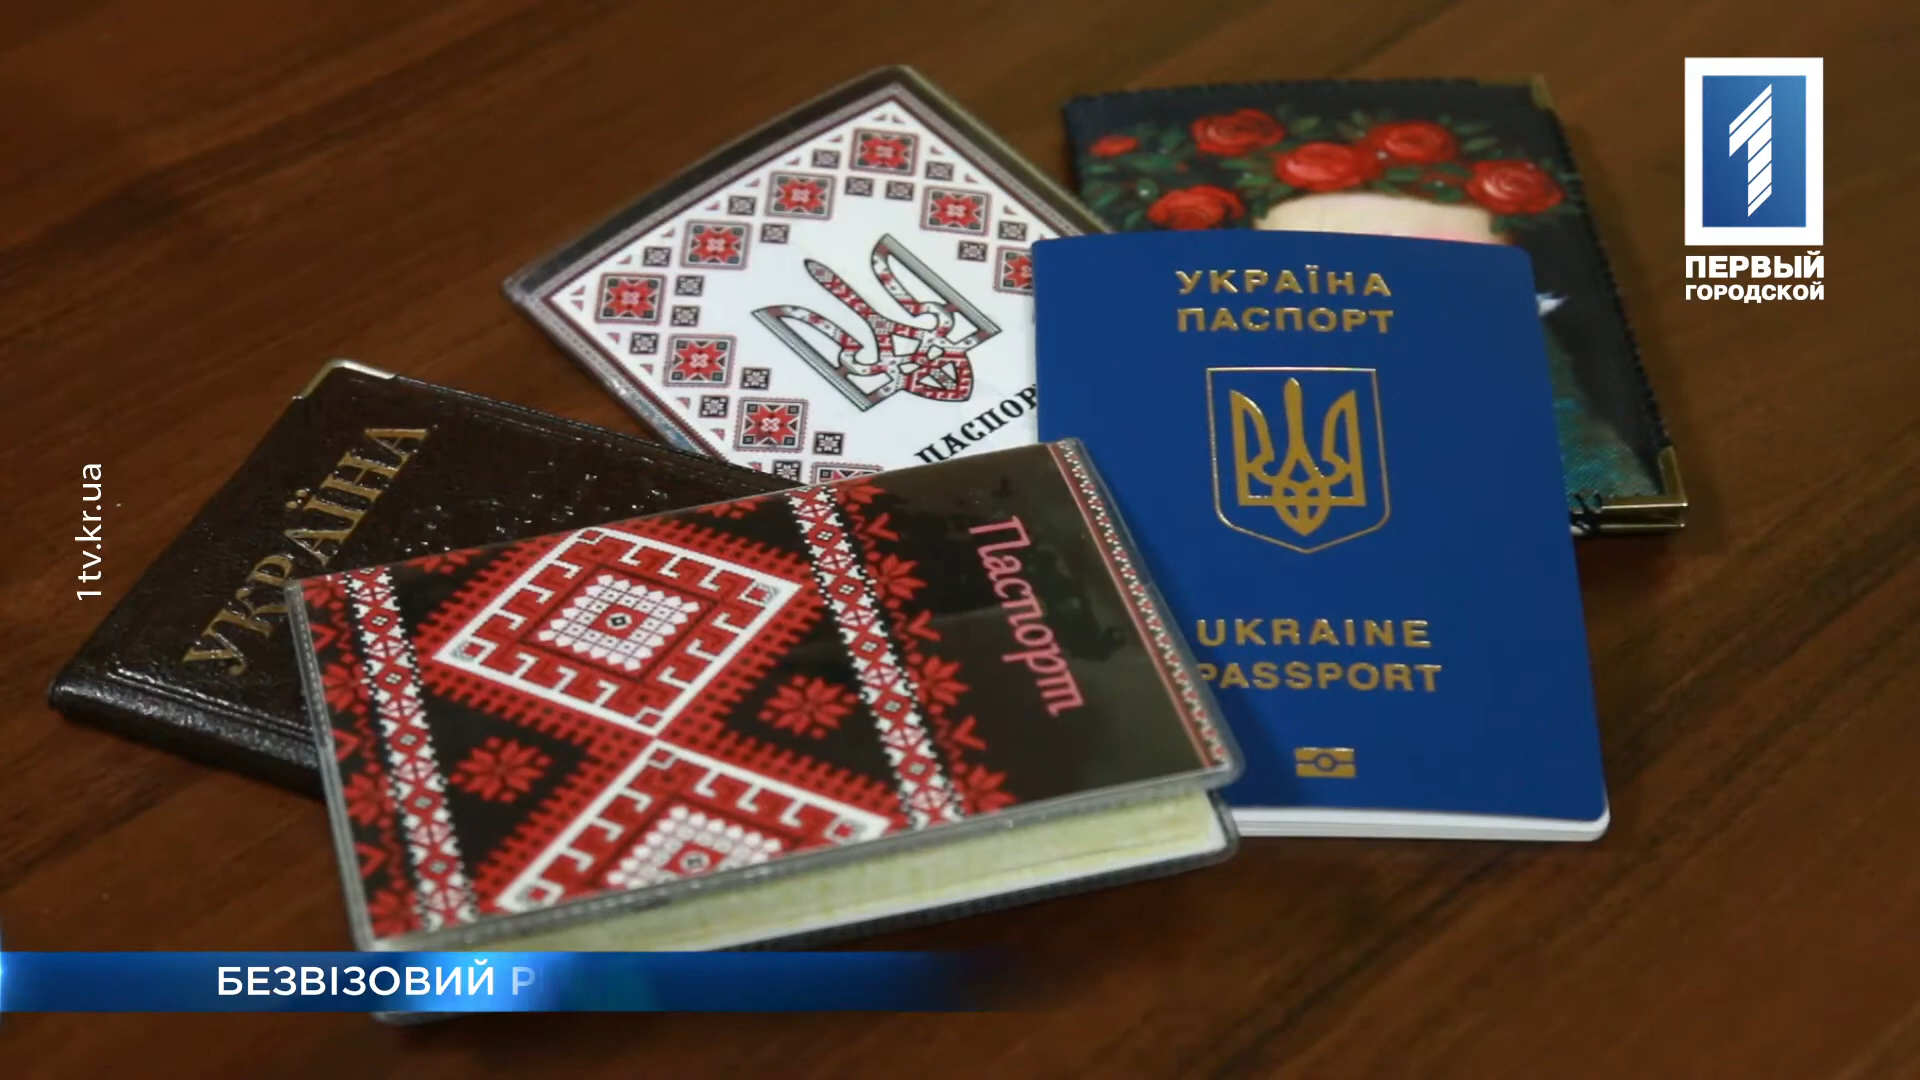 ПЕРВЫЙ
ГОРОДСКОЙ
УКРАЇНА
ПАСПОРТ
UKRAINE
PASSPORT
УКРАЇНА
Паспорт
1tv.kr.ua
БЕЗВІЗОВИЙ